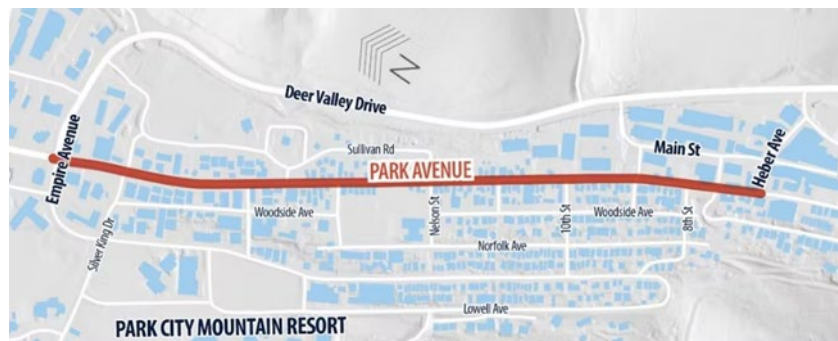 N
Deer Valley Drive
Empire Avenue
Sullivan Rd
Main St
Heber Ave
PARK AVENUE
Woodside Ave
Nelson St
10th St
Woodside Ave
8th St
Silver King Dr
Norfolk Ave
Lowell Ave
PARK CITY MOUNTAIN RESORT